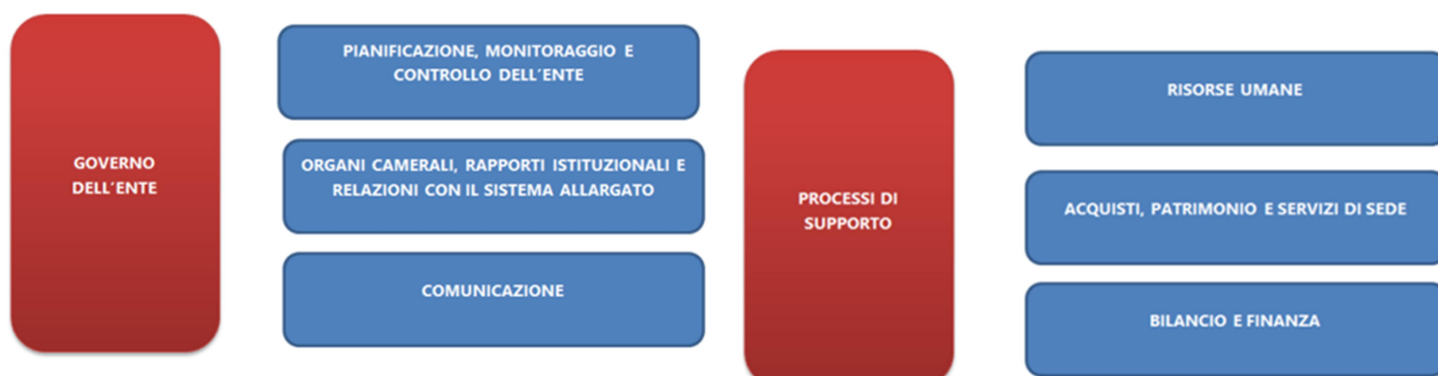 GOVERNO
DELL´ENTE
PIANIFICAZIONE, MONITORAGGIO E
CONTROLLO DELL´ENTE
ORGANI CAMERALI, RAPPORTI ISTITUZIONALI E
RELAZIONI CON IL SISTEMA ALLARGATO
COMUNICAZIONE
PROCESSI DI
SUPPORTO
RISORSE UMANE
ACQUISTI, PATRIMONIO E SERVIZI DI SEDE
BILANCIO E FINANZA